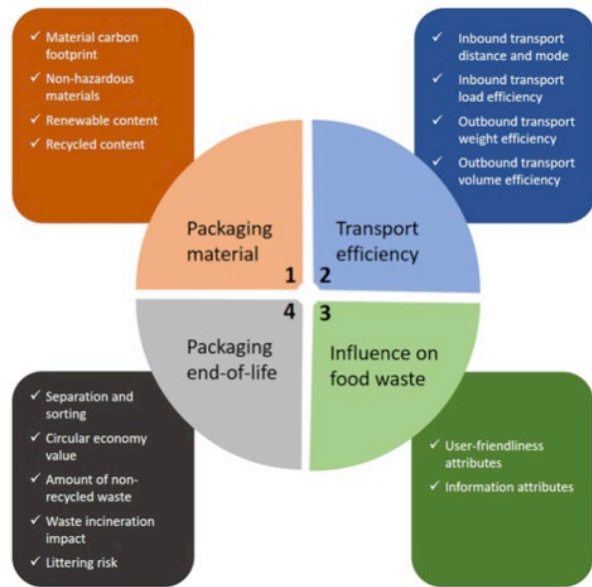 ✓ Material carbon
footprint
✓ Non-hazardous
materials
✓ Renewable content
✓ Recycled content
✓ Inbound transport
distance and mode
✓ Inbound transport
load efficiency
✓ Outbound transport
weight efficiency
✓ Outbound transport
volume efficiency
Packaging
material
1
2
Transport
efficiency
4
Packaging
end-of-life
3
Influence on
food waste
✓ Separation and
sorting
✓ Circular economy
value
✓ Amount of non-
recycled waste
✓ Waste incineration
impact
✓ Littering risk
✓ User-friendliness
attributes
✓ Information attributes